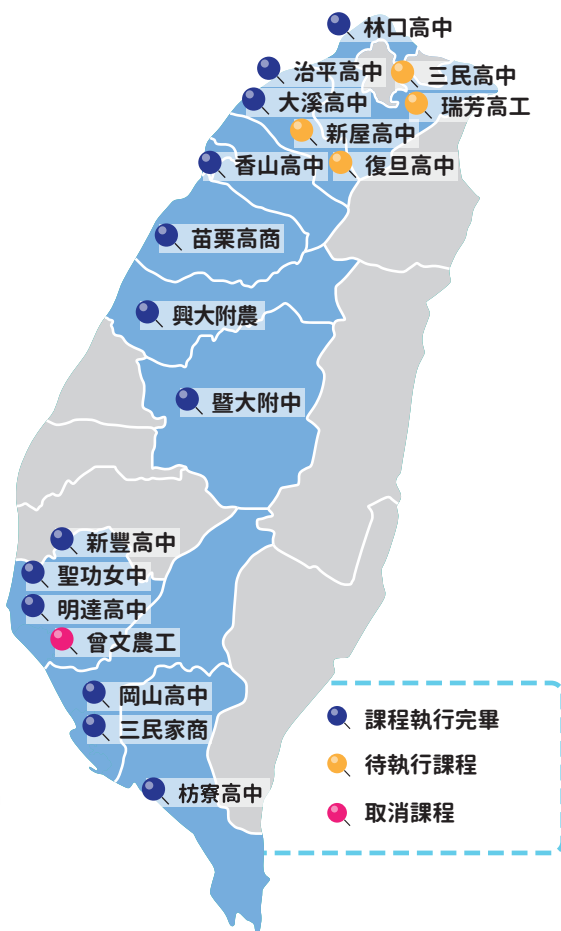 林口高中
治平高中
三民高中
大溪高中
瑞芳高工
新屋高中
香山高中
復旦高中
苗栗高商
興大附農
暨大附中
新豐高中
聖功女中
明達高中
曾文農工
岡山高中
三民家商
枋寮高中
課程執行完畢
待執行課程
取消課程